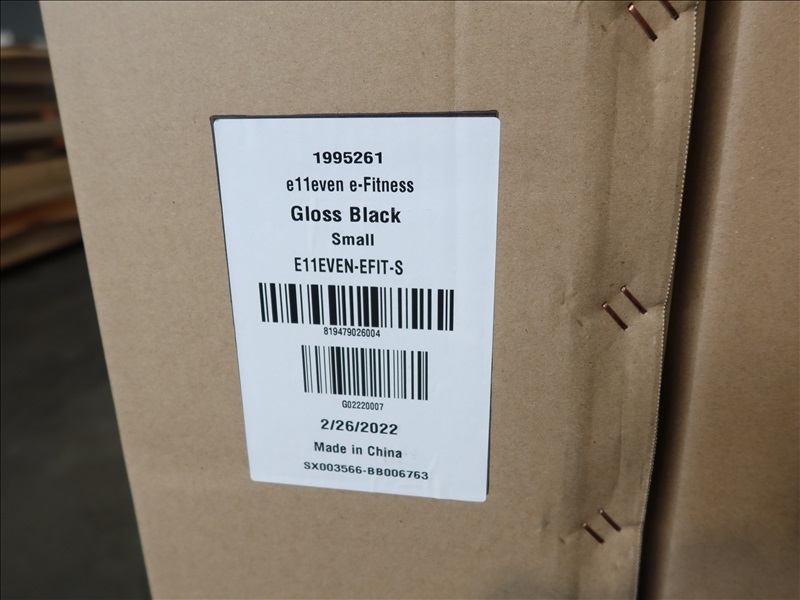 1995261
e11even e-Fitness
Gloss Black
Small
E11EVEN-EFIT-S
819479026004
G02220007
2/26/2022
Made in China
SX003566-BB006763